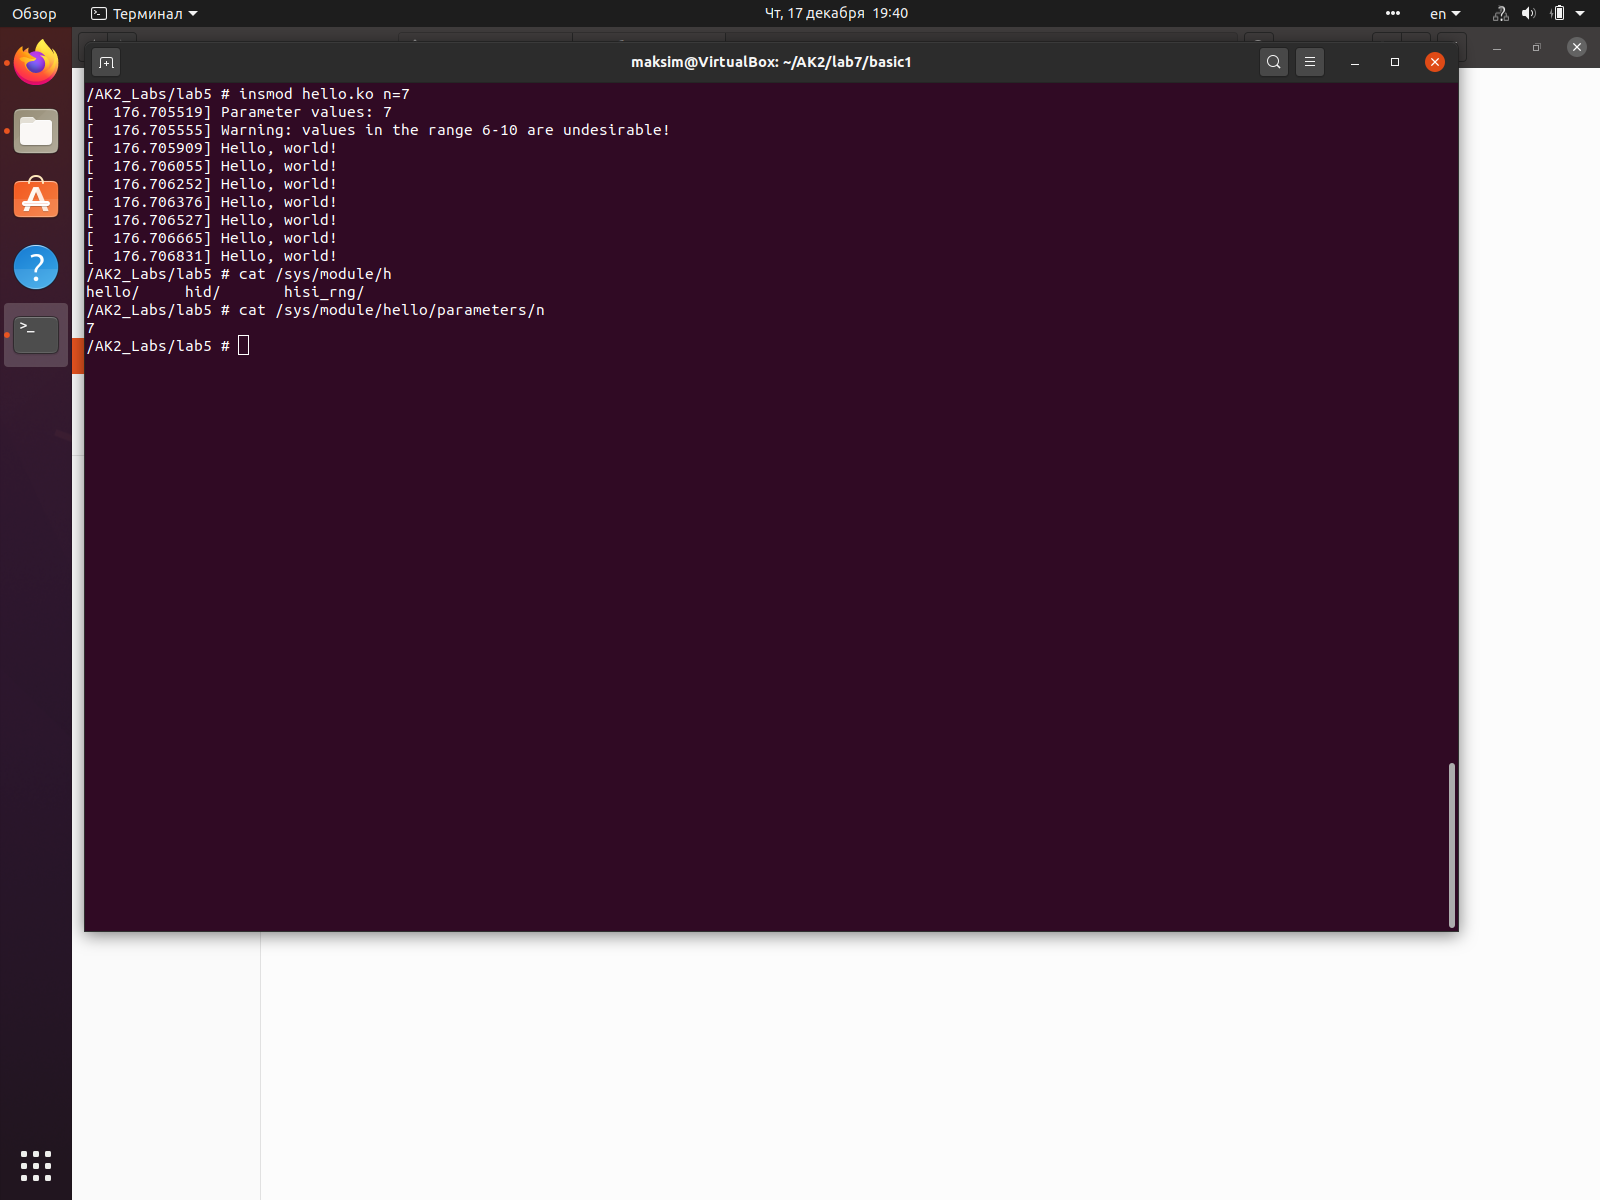 Обзор
Терминал
Чт, 17 декабря 19:40
en
maksim@VirtualBox: ~/AK2/lab7/basic1
/AK2_Labs/lab5 # insmod hello.ko n=7
[  176.705519] Parameter values: 7
[  176.705555] Warning: values in the range 6-10 are undesirable!
[  176.705909] Hello, world!
[  176.706055] Hello, world!
[  176.706252] Hello, world!
[  176.706376] Hello, world!
[  176.706527] Hello, world!
[  176.706665] Hello, world!
[  176.706831] Hello, world!
/AK2_Labs/lab5 # cat /sys/module/h
hello/     hid/       hisi_rng/
/AK2_Labs/lab5 # cat /sys/module/hello/parameters/n
7
/AK2_Labs/lab5 #